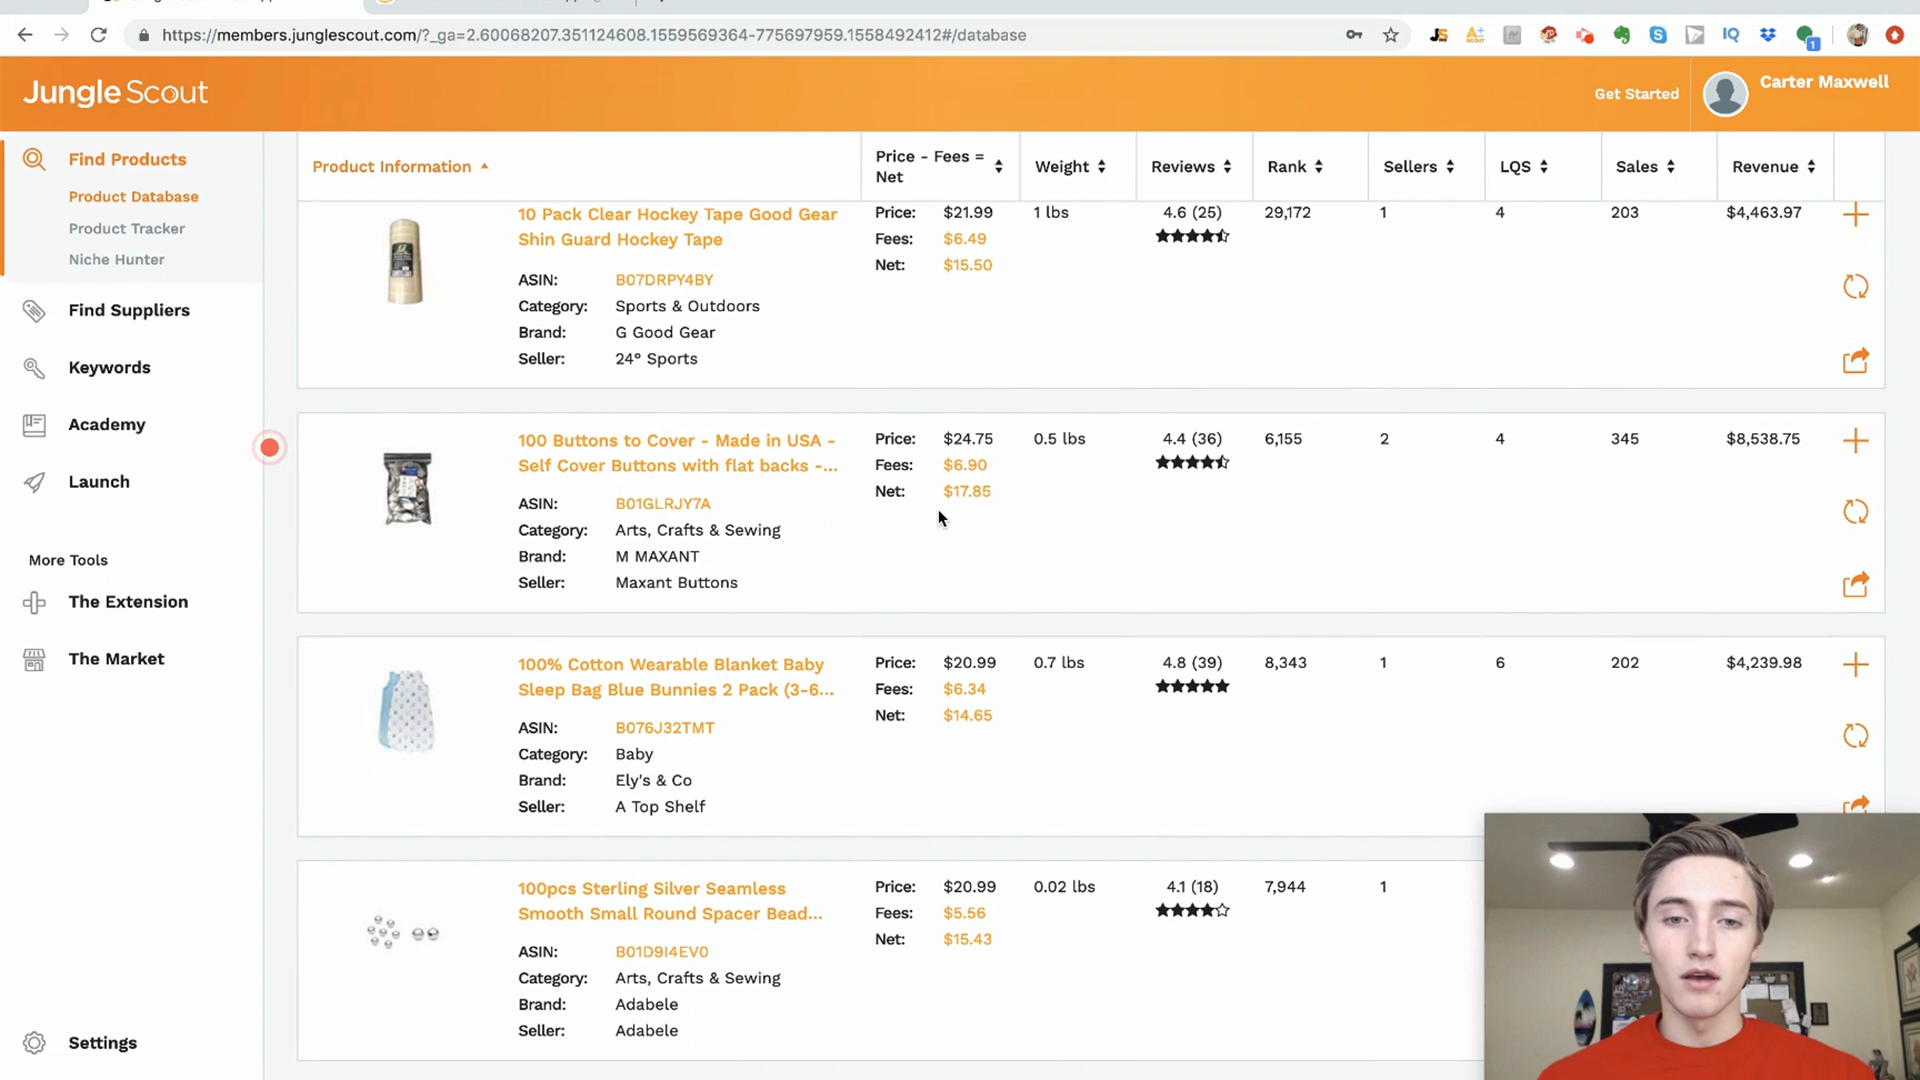 https://members.junglescout.com/?_ga=2.60068207.351124608.1559569364-775697959.1558492412#/database
JS
A+
SCOUT
IQ
1
Jungle Scout
Get Started
Carter Maxwell
Find Products
Product Database
Product Tracker
Niche Hunter
Find Suppliers
Keywords
Academy
Launch
More Tools
The Extension
The Market
Settings
Product Information
Price - Fees = Net
Weight
Reviews
Rank
Sellers
LQS
Sales
Revenue
10 Pack Clear Hockey Tape Good Gear
Shin Guard Hockey Tape
ASIN: B07DRPY4BY
Category: Sports & Outdoors
Brand: G Good Gear
Seller: 24° Sports
Price: $21.99
Fees: $6.49
Net: $15.50
1 lbs
4.6 (25)
29,172
1
4
203
$4,463.97
100 Buttons to Cover - Made in USA -
Self Cover Buttons with flat backs -...
ASIN: B01GLRJY7A
Category: Arts, Crafts & Sewing
Brand: M MAXANT
Seller: Maxant Buttons
Price: $24.75
Fees: $6.90
Net: $17.85
0.5 lbs
4.4 (36)
6,155
2
4
345
$8,538.75
100% Cotton Wearable Blanket Baby
Sleep Bag Blue Bunnies 2 Pack (3-6...
ASIN: B076J32TMT
Category: Baby
Brand: Ely's & Co
Seller: A Top Shelf
Price: $20.99
Fees: $6.34
Net: $14.65
0.7 lbs
4.8 (39)
8,343
1
6
202
$4,239.98
100pcs Sterling Silver Seamless
Smooth Small Round Spacer Bead...
ASIN: B01D9I4EV0
Category: Arts, Crafts & Sewing
Brand: Adabele
Seller: Adabele
Price: $20.99
Fees: $5.56
Net: $15.43
0.02 lbs
4.1 (18)
7,944
1